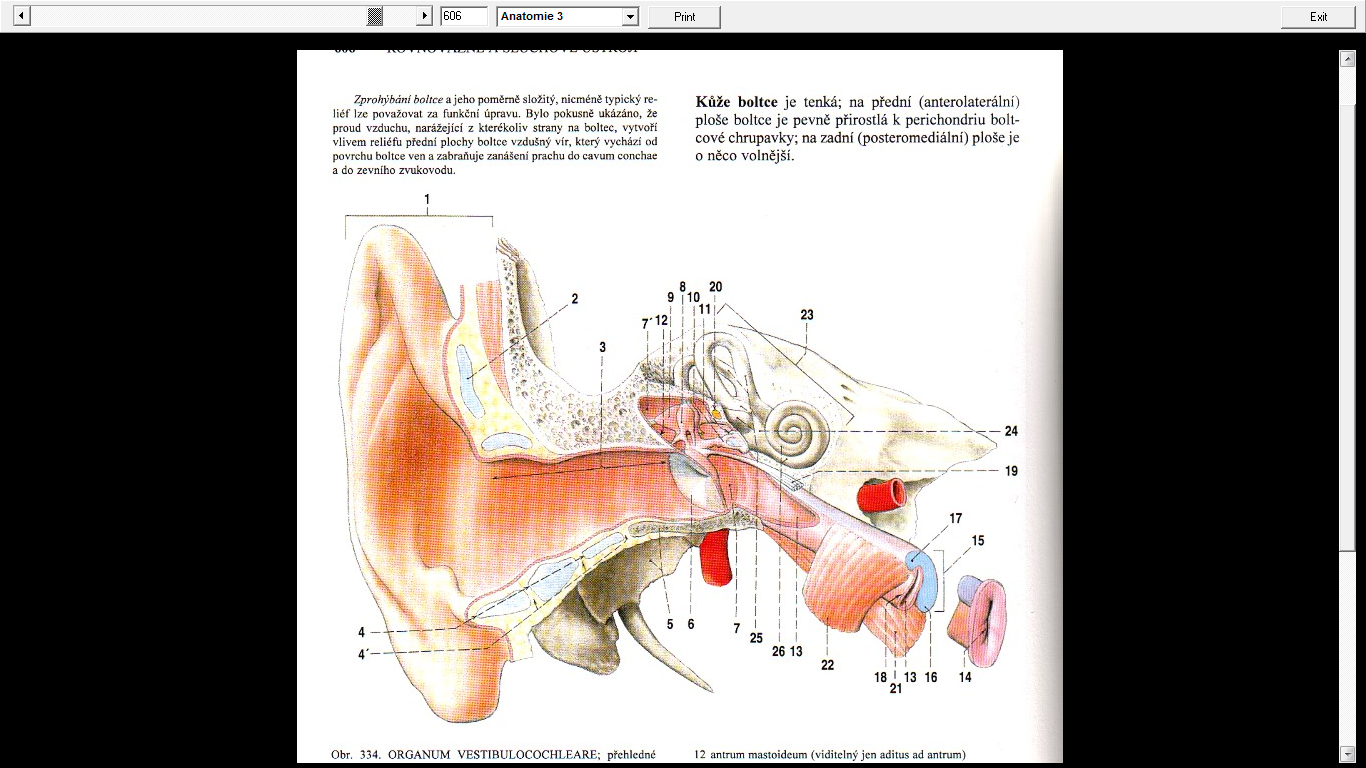 606
Anatomie 3
Print
Exit
606 ROVNOVÁŽNÉ A SLUCHOVÉ ÚSTROJÍ
Zprohýbání boltce a jeho poměrně složitý, nicméně typický re-
liéf lze považovat za funkční úpravu. Bylo pokusně ukázáno, že
proud vzduchu, narážející z kterékoliv strany na boltec, vytvoří
vlivem reliéfu přední plochy boltce vzdušný vír, který vychází od
povrchu boltce ven a zabraňuje zanášení prachu do cavum conchae
a do zevního zvukovodu.
Kůže boltce je tenká; na přední (anterolaterální)
ploše boltce je pevně přirostlá k perichondriu bolt-
cové chrupavky; na zadní (posteromediální) ploše je
o něco volnější.
1
2
3
7´ 12 9 8 10 11 20
23
24
19
17
15
4
4´
5 6 7 25 26 13 22
18 21 13 16 14
Obr. 334. ORGANUM VESTIBULOCOCHLEARE; přehledné
12 antrum mastoideum (viditelný jen aditus ad antrum)